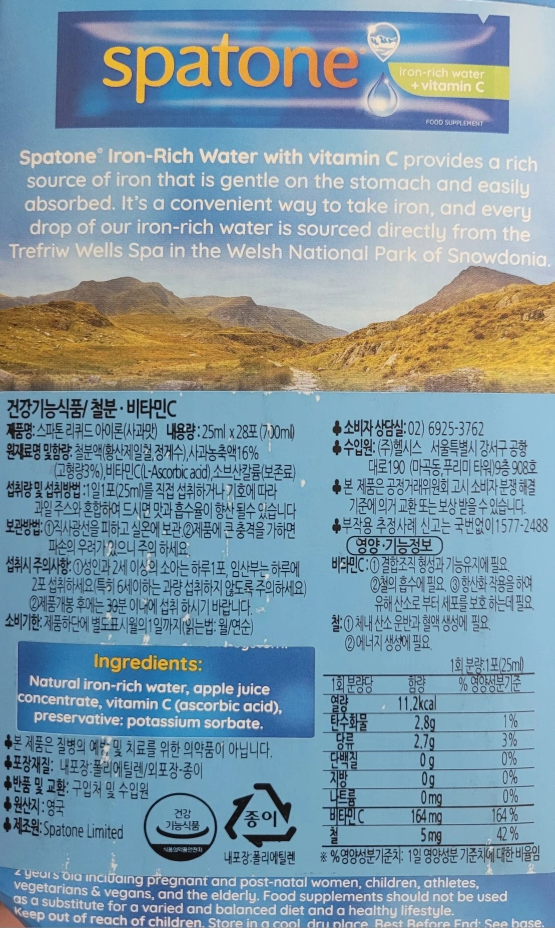 spatone
iron-rich water
+ vitamin C
FOOD SUPPLEMENT
Spatone® Iron-Rich Water with vitamin C provides a rich
source of iron that is gentle on the stomach and easily
absorbed. It's a convenient way to take iron, and every
drop of our iron-rich water is sourced directly from the
Trefriw Wells Spa in the Welsh National Park of Snowdonia.
건강기능식품/ 철분 · 비타민C
제품명: 스파톤 리퀴드 아이론(사과맛) 내용량: 25ml x 28포 (700ml)
원재료명 및 함량: 철분액(황산제일철, 정제수), 사과농축액16%
(고형량3%), 비타민C(L-Ascorbic acid), 소브산칼륨(보존료)
섭취량 및 섭취방법: 1일1포(25ml)를 직접 섭취하거나 기호에 따라
과일 주스와 혼합하여 드시면 맛과 흡수율이 향상 될수 있습니다
보관방법: ①직사광선을 피하고 실온에 보관 ②제품에 큰 충격을 가하면
파손의 우려가 있으니 주의 하세요
섭취시 주의사항: ①성인과 2세 이상의 소아는 하루1포, 임산부는 하루에
2포 섭취하세요(특히 6세이하는 과량 섭취하지 않도록 주의하세요)
②제품개봉 후에는 30분 이내에 섭취 하시기 바랍니다.
소비기한: 제품하단에 별도표시월의 1일까지(읽는법: 월/연순)
Ingredients:
Natural iron-rich water, apple juice
concentrate, vitamin C (ascorbic acid),
preservative: potassium sorbate.
♣본 제품은 질병의 예방 및 치료를 위한 의약품이 아닙니다.
♣포장재질: 내포장:폴리에틸렌/외포장-종이
♣반품 및 교환: 구입처 및 수입원
♣원산지: 영국
♣제조원: Spatone Limited
건강
기능식품
식품의약품안전처
종이
내포장:폴리에틸렌
♣소비자 상담실: 02) 6925-3762
♣수입원: (주)헬시스 서울특별시 강서구 공항
대로190 (마곡동, 푸리미 타워)9층 908호
♣본 제품은 공정거래위원회 고시 소비자 분쟁 해결
기준에 의거 교환 또는 보상 받을 수 있습니다.
♣부작용 추정사례 신고는 국번없이1577-2488
영양·기능정보
비타민C: ① 결합조직 형성과 기능유지에 필요
②철의 흡수에 필요 ③ 항산화 작용을 하여
유해 산소로 부터 세포를 보호 하는데 필요
철: ① 체내 산소 운반과 혈액 생성에 필요
② 에너지 생성에 필요
1회 분량1포(25ml)
1회 분량당 함량 % 영양성분기준
열량 11,2kcal
탄수화물 2,8g 1%
당류 2,7g 3%
단백질 0 g 0%
지방 0 g 0%
나트륨 0 mg 0%
비타민 C 164 mg 164 %
철 5 mg 42 %
※ %영양성분기준치: 1일 영양성분 기준치에 대한 비율임
2 years old including pregnant and post-natal women, children, athletes,
vegetarians & vegans, and the elderly. Food supplements should not be used
as a substitute for a varied and balanced diet and a healthy lifestyle.
Keep out of reach of children. Store in a cool, dry place. Best Before End: See base.